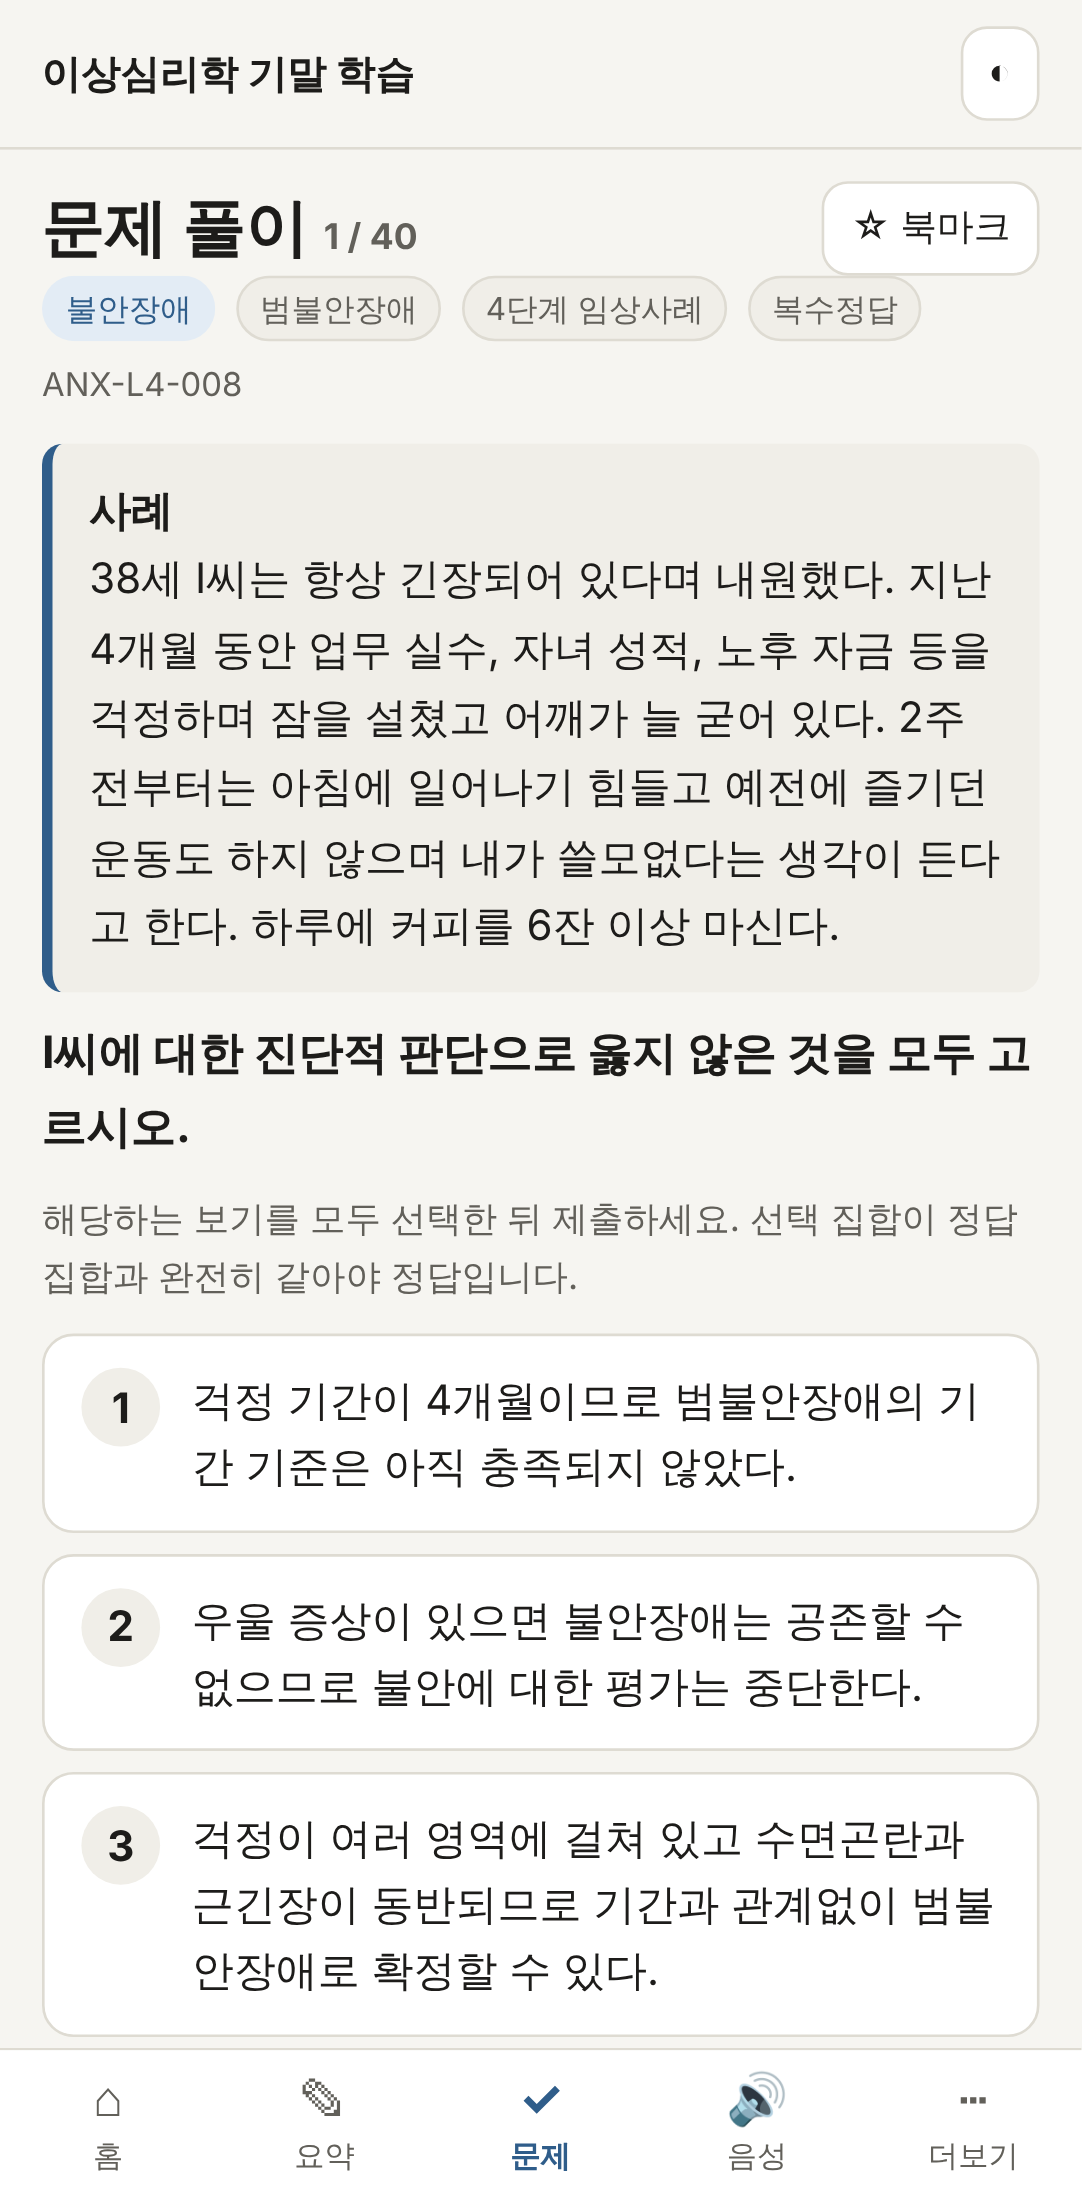 이상심리학 기말 학습
문제 풀이 1 / 40
☆ 북마크
불안장애 범불안장애 4단계 임상사례 복수정답
ANX-L4-008
사례
38세 I씨는 항상 긴장되어 있다며 내원했다. 지난
4개월 동안 업무 실수, 자녀 성적, 노후 자금 등을
걱정하며 잠을 설쳤고 어깨가 늘 굳어 있다. 2주
전부터는 아침에 일어나기 힘들고 예전에 즐기던
운동도 하지 않으며 내가 쓸모없다는 생각이 든다
고 한다. 하루에 커피를 6잔 이상 마신다.
I씨에 대한 진단적 판단으로 옳지 않은 것을 모두 고
르시오.
해당하는 보기를 모두 선택한 뒤 제출하세요. 선택 집합이 정답
집합과 완전히 같아야 정답입니다.
1 걱정 기간이 4개월이므로 범불안장애의 기
간 기준은 아직 충족되지 않았다.
2 우울 증상이 있으면 불안장애는 공존할 수
없으므로 불안에 대한 평가는 중단한다.
3 걱정이 여러 영역에 걸쳐 있고 수면곤란과
근긴장이 동반되므로 기간과 관계없이 범불
안장애로 확정할 수 있다.
홈 요약 문제 음성 더보기